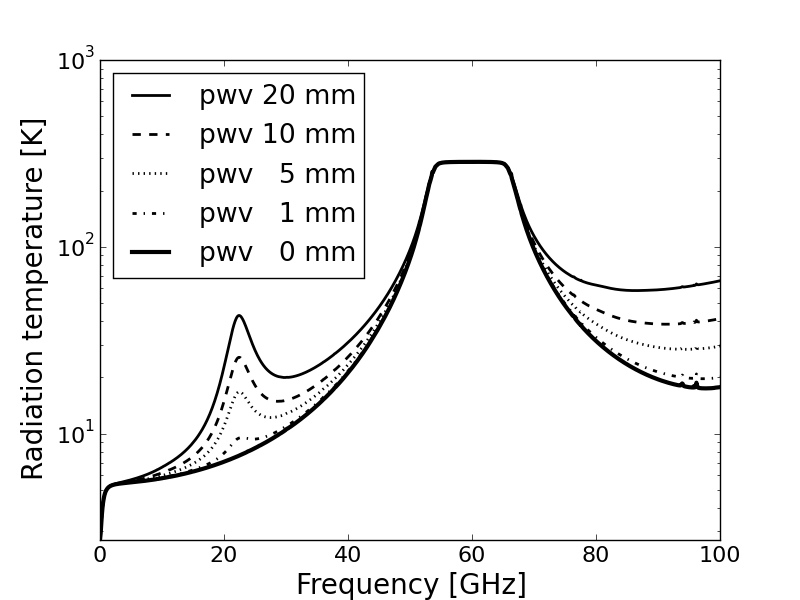 10³
pwv 20 mm
pwv 10 mm
pwv 5 mm
pwv 1 mm
pwv 0 mm
10²
10¹
Radiation temperature [K]
0 20 40 60 80 100
Frequency [GHz]